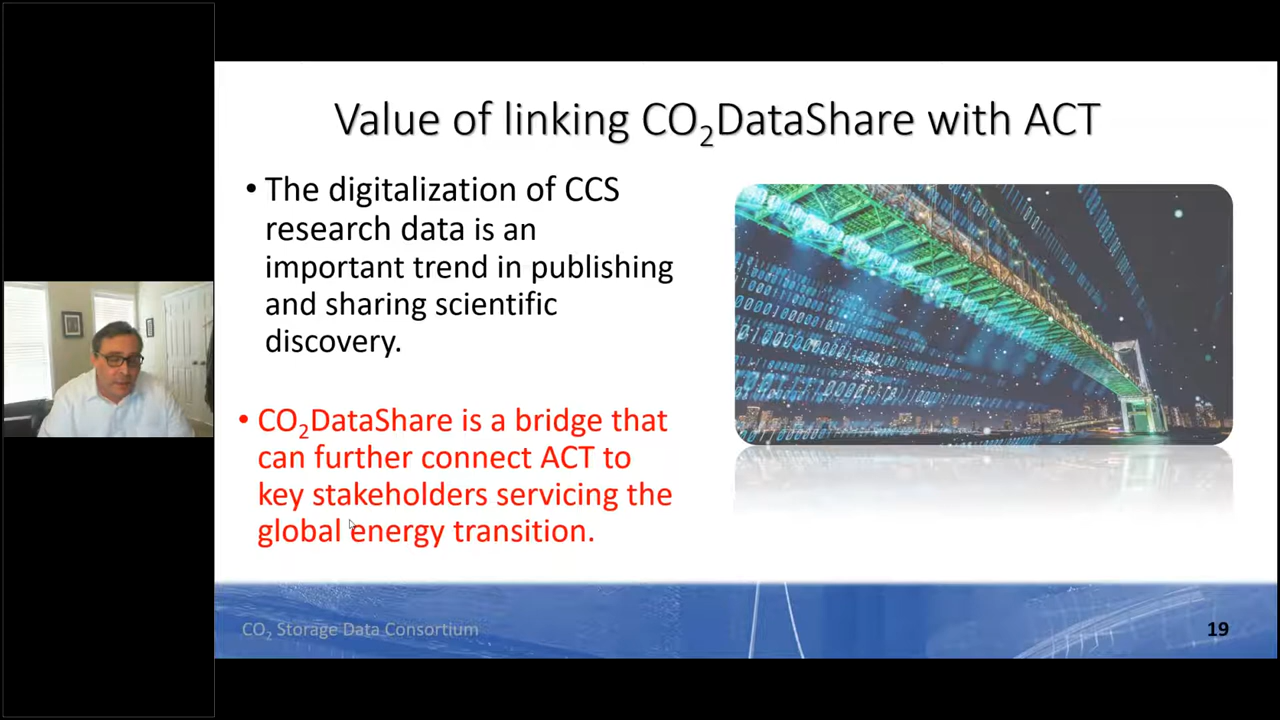 Value of linking CO₂DataShare with ACT
• The digitalization of CCS
research data is an
important trend in publishing
and sharing scientific
discovery.
• CO₂DataShare is a bridge that
can further connect ACT to
key stakeholders servicing the
global energy transition.
CO₂ Storage Data Consortium
19